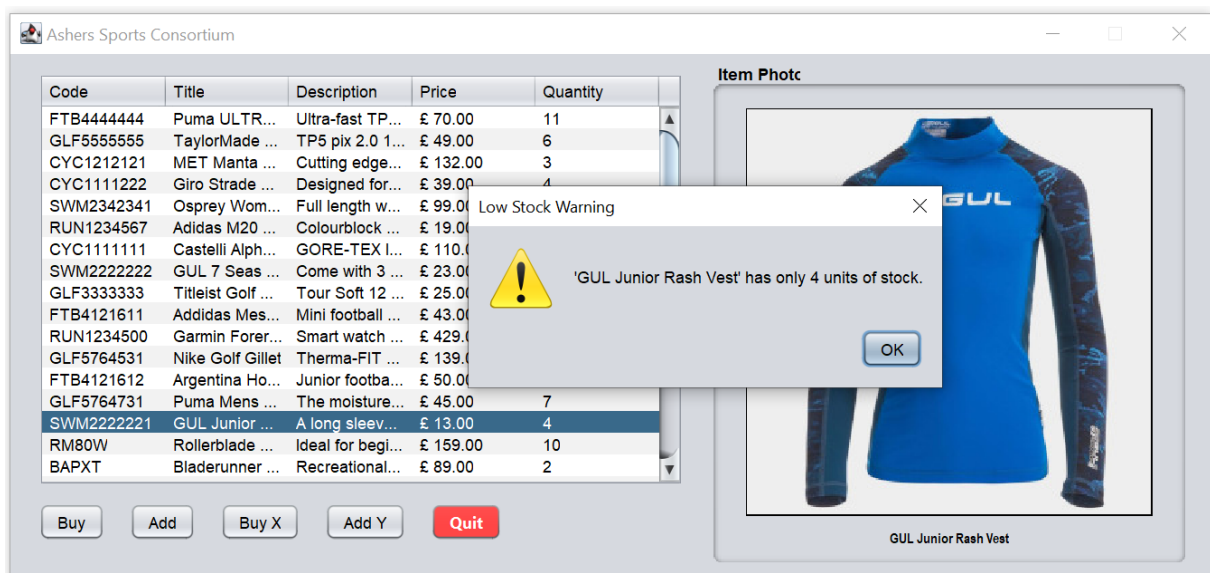 Ashers Sports Consortium
Item Photo
Code Title Description Price Quantity
FTB4444444 Puma ULTR... Ultra-fast TP... £ 70.00 11
GLF5555555 TaylorMade ... TP5 pix 2.0 1... £ 49.00 6
CYC1212121 MET Manta ... Cutting edge... £ 132.00 3
CYC1111222 Giro Strade ... Designed for... £ 39.00 4
SWM2342341 Osprey Wom... Full length w... £ 99.0
RUN1234567 Adidas M20 ... Colourblock ... £ 19.0
CYC1111111 Castelli Alph... GORE-TEX I... £ 110.
SWM2222222 GUL 7 Seas ... Come with 3 ... £ 23.0
GLF3333333 Titleist Golf ... Tour Soft 12 ... £ 25.0
FTB4121611 Addidas Mes... Mini football ... £ 43.0
RUN1234500 Garmin Forer... Smart watch ... £ 429.
GLF5764531 Nike Golf Gillet Therma-FIT ... £ 139.
FTB4121612 Argentina Ho... Junior footba... £ 50.0
GLF5764731 Puma Mens ... The moisture... £ 45.00 7
SWM2222221 GUL Junior ... A long sleev... £ 13.00 4
RM80W Rollerblade ... Ideal for begi... £ 159.00 10
BAPXT Bladerunner ... Recreational... £ 89.00 2
Low Stock Warning
'GUL Junior Rash Vest' has only 4 units of stock.
OK
GUL
Buy Add Buy X Add Y Quit
GUL Junior Rash Vest